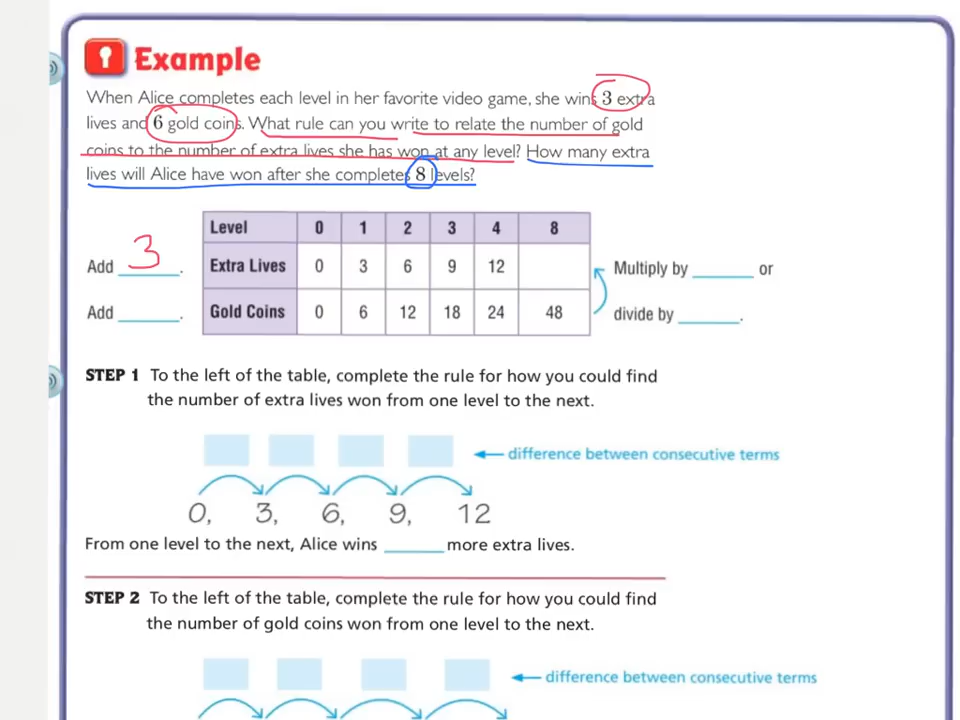 Example
When Alice completes each level in her favorite video game, she wins 3 extra
lives and 6 gold coins. What rule can you write to relate the number of gold
coins to the number of extra lives she has won at any level? How many extra
lives will Alice have won after she completes 8 levels?
Level 0 1 2 3 4 8
Add 3. Extra Lives 0 3 6 9 12 Multiply by ______ or
Add ______. Gold Coins 0 6 12 18 24 48 divide by ______.
STEP 1 To the left of the table, complete the rule for how you could find
the number of extra lives won from one level to the next.
difference between consecutive terms
0, 3, 6, 9, 12
From one level to the next, Alice wins ______ more extra lives.
STEP 2 To the left of the table, complete the rule for how you could find
the number of gold coins won from one level to the next.
difference between consecutive terms